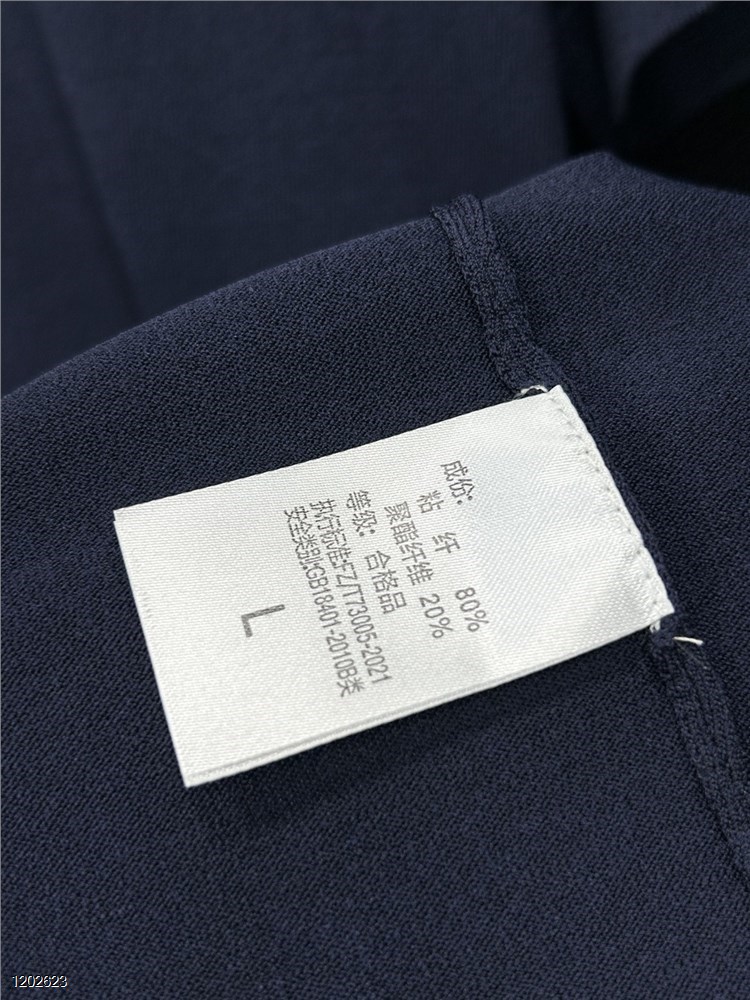 成份:
粘 纤 80%
聚酯纤维 20%
等级: 合格品
执行标准:FZ/T73005-2021
安全类别:GB18401-2010B类
L
1202623